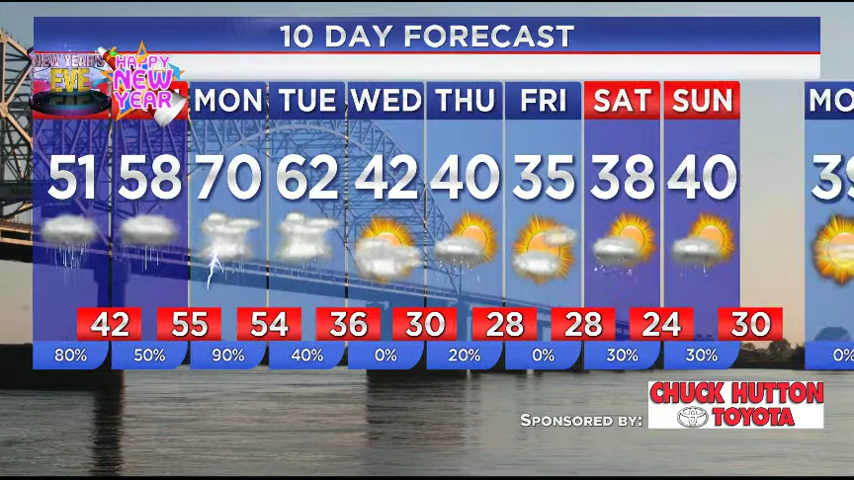 10 DAY FORECAST
NEW YEAR'S EVE
HAPPY NEW YEAR
MON TUE WED THU FRI SAT SUN
51 58 70 62 42 40 35 38 40
42 55 54 36 30 28 28 24 30
80% 50% 90% 40% 0% 20% 0% 30% 30% 0%
SPONSORED BY:
CHUCK HUTTON
TOYOTA